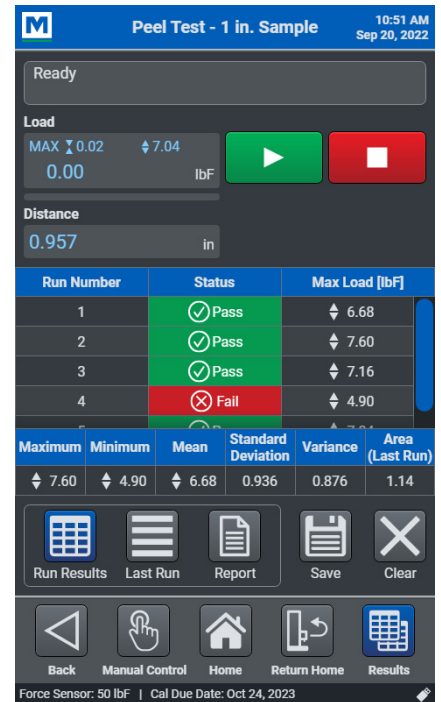 M
Peel Test - 1 in. Sample
10:51 AM
Sep 20, 2022
Ready
Load
MAX 0.02 7.04
0.00 lbF
Distance
0.957 in
Run Number Status Max Load [lbF]
1 Pass 6.68
2 Pass 7.60
3 Pass 7.16
4 Fail 4.90
Maximum Minimum Mean Standard Deviation Variance Area (Last Run)
7.60 4.90 6.68 0.936 0.876 1.14
Run Results Last Run Report Save Clear
Back Manual Control Home Return Home Results
Force Sensor: 50 lbF | Cal Due Date: Oct 24, 2023